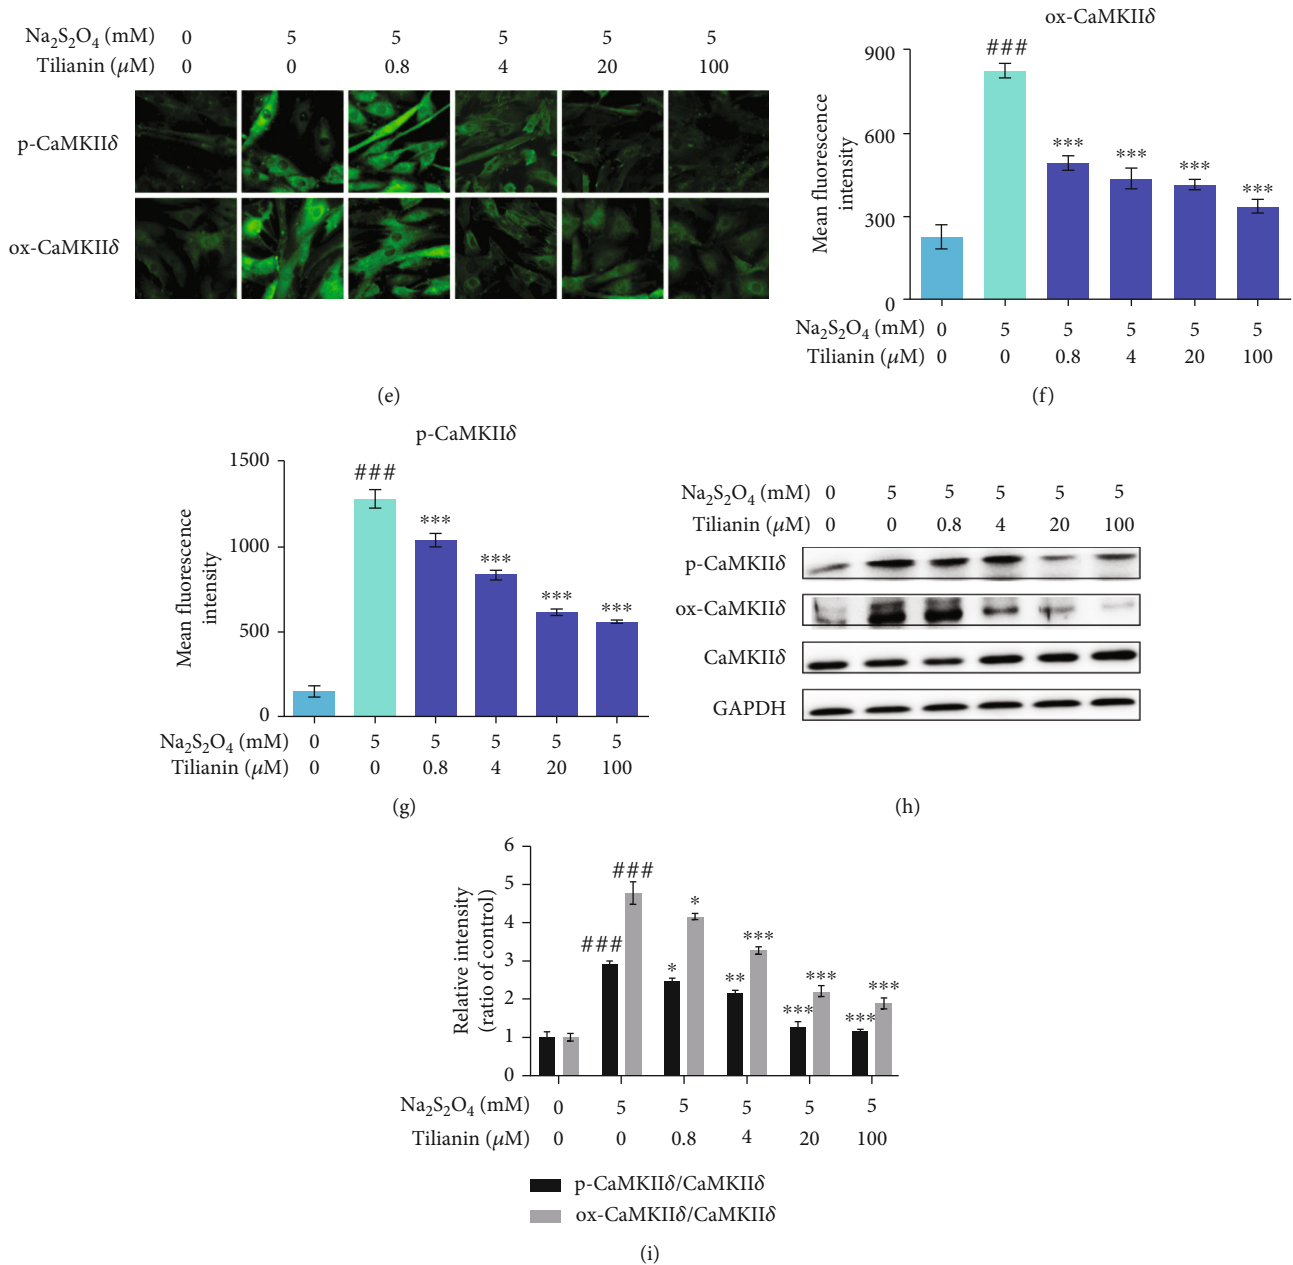 Na₂S₂O₄ (mM) 0 5 5 5 5 5
Tilianin (μM) 0 0 0.8 4 20 100
p-CaMKIIδ
ox-CaMKIIδ
(e)
ox-CaMKIIδ
900
600
300
0
Mean fluorescence
intensity
###
***
***
***
***
Na₂S₂O₄ (mM) 0 5 5 5 5 5
Tilianin (μM) 0 0 0.8 4 20 100
(f)
p-CaMKIIδ
1500
1000
500
0
Mean fluorescence
intensity
###
***
***
***
***
Na₂S₂O₄ (mM) 0 5 5 5 5 5
Tilianin (μM) 0 0 0.8 4 20 100
(g)
Na₂S₂O₄ (mM) 0 5 5 5 5 5
Tilianin (μM) 0 0 0.8 4 20 100
p-CaMKIIδ
ox-CaMKIIδ
CaMKIIδ
GAPDH
(h)
6
5
4
3
2
1
0
Relative intensity
(ratio of control)
###
###
*
*
**
***
***
***
***
***
Na₂S₂O₄ (mM) 0 5 5 5 5 5
Tilianin (μM) 0 0 0.8 4 20 100
p-CaMKIIδ/CaMKIIδ
ox-CaMKIIδ/CaMKIIδ
(i)